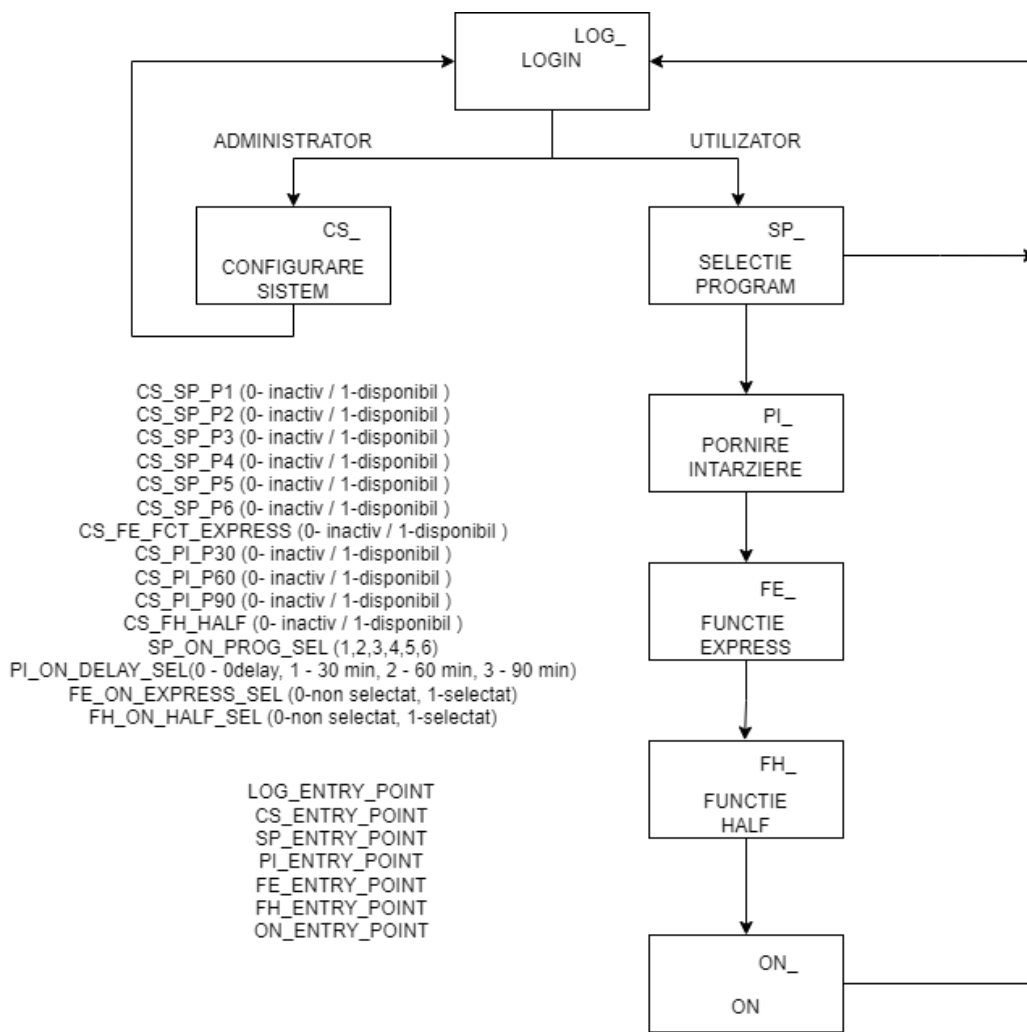 LOG_
LOGIN
ADMINISTRATOR
UTILIZATOR
CS_
CONFIGURARE
SISTEM
SP_
SELECTIE
PROGRAM
CS_SP_P1 (0- inactiv / 1-disponibil )
CS_SP_P2 (0- inactiv / 1-disponibil )
CS_SP_P3 (0- inactiv / 1-disponibil )
CS_SP_P4 (0- inactiv / 1-disponibil )
CS_SP_P5 (0- inactiv / 1-disponibil )
CS_SP_P6 (0- inactiv / 1-disponibil )
CS_FE_FCT_EXPRESS (0- inactiv / 1-disponibil )
CS_PI_P30 (0- inactiv / 1-disponibil )
CS_PI_P60 (0- inactiv / 1-disponibil )
CS_PI_P90 (0- inactiv / 1-disponibil )
CS_FH_HALF (0- inactiv / 1-disponibil )
SP_ON_PROG_SEL (1,2,3,4,5,6)
PI_ON_DELAY_SEL(0 - 0delay, 1 - 30 min, 2 - 60 min, 3 - 90 min)
FE_ON_EXPRESS_SEL (0-non selectat, 1-selectat)
FH_ON_HALF_SEL (0-non selectat, 1-selectat)
PI_
PORNIRE
INTARZIERE
FE_
FUNCTIE
EXPRESS
FH_
FUNCTIE
HALF
LOG_ENTRY_POINT
CS_ENTRY_POINT
SP_ENTRY_POINT
PI_ENTRY_POINT
FE_ENTRY_POINT
FH_ENTRY_POINT
ON_ENTRY_POINT
ON_
ON